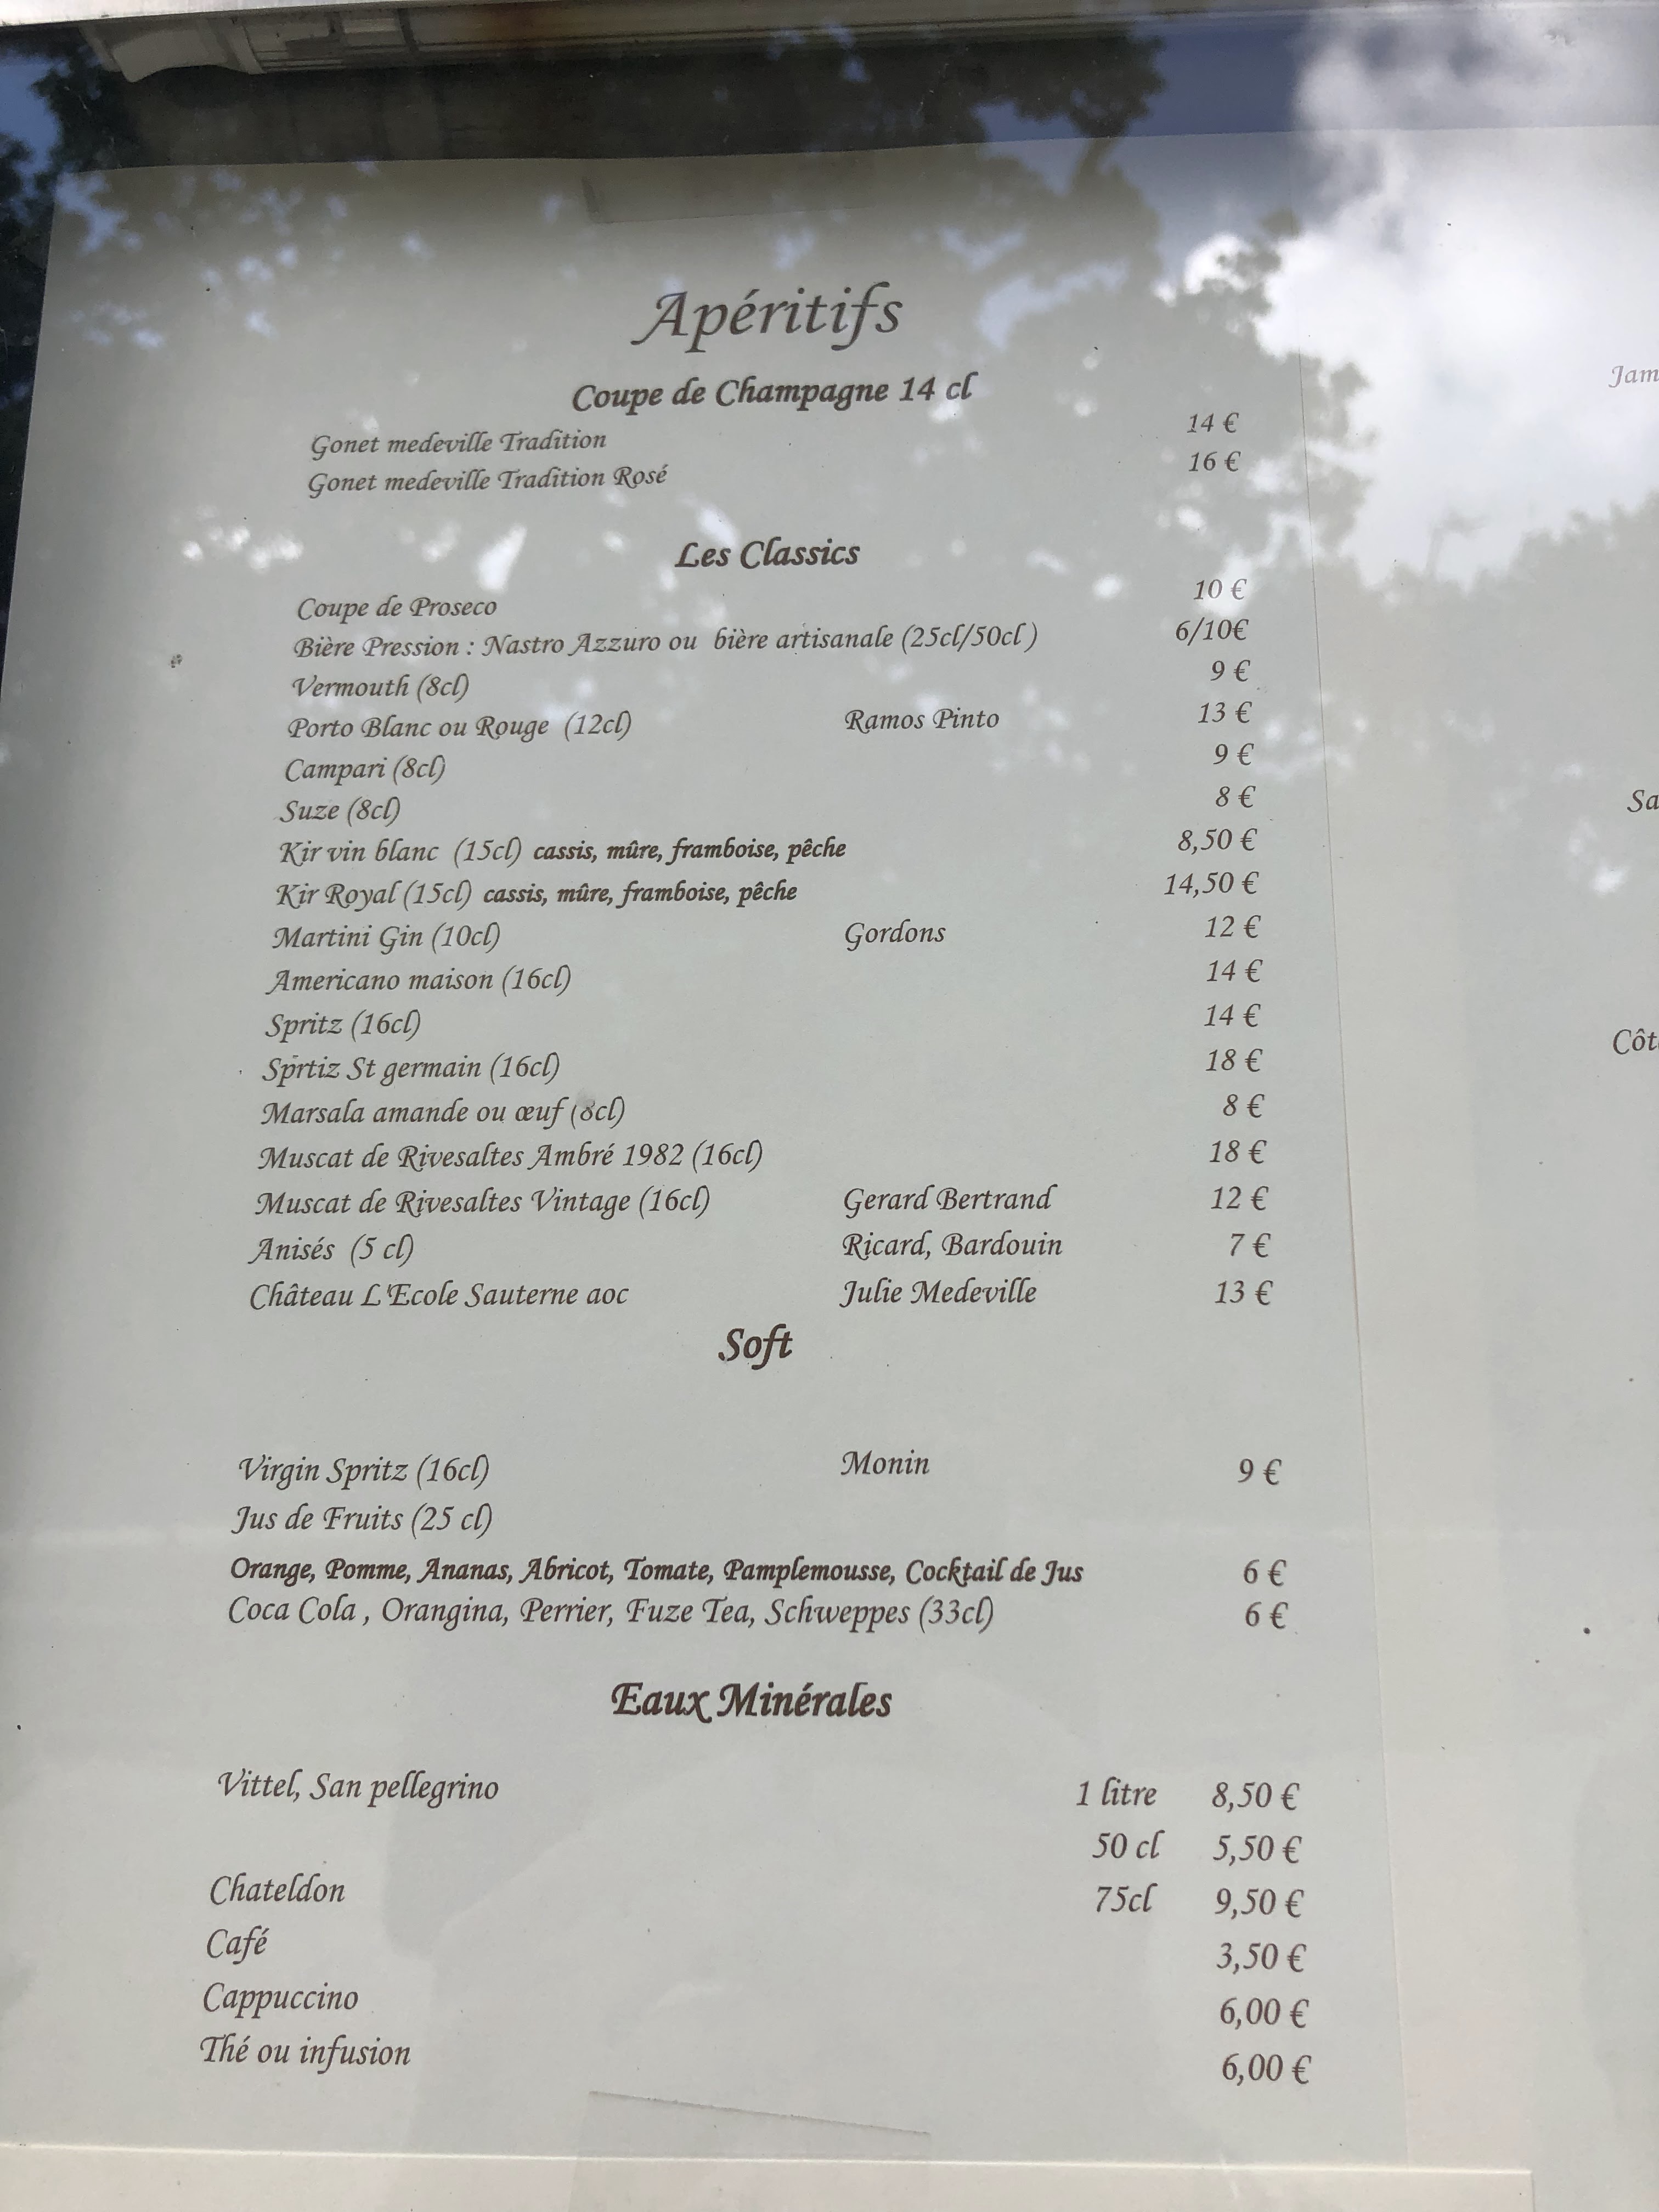 Apéritifs
Coupe de Champagne 14 cl
Gonet medeville Tradition 14 €
Gonet medeville Tradition Rosé 16 €
Les Classics
Coupe de Proseco 10 €
Bière Pression : Nastro Azzuro ou bière artisanale (25cl/50cl) 6/10€
Vermouth (8cl) 9 €
Porto Blanc ou Rouge (12cl) Ramos Pinto 13 €
Campari (8cl) 9 €
Suze (8cl) 8 €
Kir vin blanc (15cl) cassis, mûre, framboise, pêche 8,50 €
Kir Royal (15cl) cassis, mûre, framboise, pêche 14,50 €
Martini Gin (10cl) Gordons 12 €
Americano maison (16cl) 14 €
Spritz (16cl) 14 €
Sprtiz St germain (16cl) 18 €
Marsala amande ou œuf (8cl) 8 €
Muscat de Rivesaltes Ambré 1982 (16cl) 18 €
Muscat de Rivesaltes Vintage (16cl) Gerard Bertrand 12 €
Anisés (5 cl) Ricard, Bardouin 7 €
Château L'Ecole Sauterne aoc Julie Medeville 13 €
Soft
Virgin Spritz (16cl) Monin 9 €
Jus de Fruits (25 cl)
Orange, Pomme, Ananas, Abricot, Tomate, Pamplemousse, Cocktail de Jus 6 €
Coca Cola , Orangina, Perrier, Fuze Tea, Schweppes (33cl) 6 €
Eaux Minérales
Vittel, San pellegrino 1 litre 8,50 €
50 cl 5,50 €
Chateldon 75cl 9,50 €
Café 3,50 €
Cappuccino 6,00 €
Thé ou infusion 6,00 €
Jam
Sa
Côt